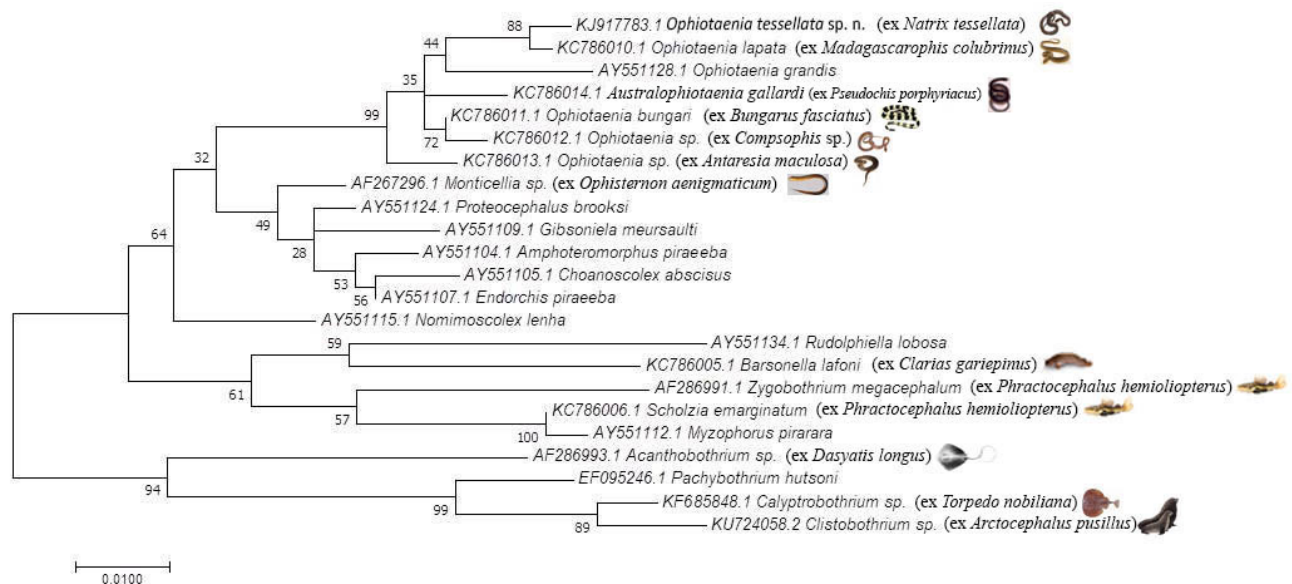 88
KJ917783.1 Ophiotaenia tessellata sp. n. (ex Natrix tessellata)
44
KC786010.1 Ophiotaenia lapata (ex Madagascarophis colubrinus)
AY551128.1 Ophiotaenia grandis
35
KC786014.1 Australophiotaenia gallardi (ex Pseudochis porphyriacus)
99
KC786011.1 Ophiotaenia bungari (ex Bungarus fasciatus)
72
KC786012.1 Ophiotaenia sp. (ex Compsophis sp.)
32
KC786013.1 Ophiotaenia sp. (ex Antaresia maculosa)
AF267296.1 Monticellia sp. (ex Ophisternon aenigmaticum)
49
AY551124.1 Proteocephalus brooksi
64
28
AY551109.1 Gibsoniela meursaulti
AY551104.1 Amphoteromorphus piraeeba
53
AY551105.1 Choanoscolex abscisus
56
AY551107.1 Endorchis piraeeba
AY551115.1 Nomimoscolex lenha
59
AY551134.1 Rudolphiella lobosa
KC786005.1 Barsonella lafoni (ex Clarias gariepinus)
61
AF286991.1 Zygobothrium megacephalum (ex Phractocephalus hemioliopterus)
57
KC786006.1 Scholzia emarginatum (ex Phractocephalus hemioliopterus)
100
AY551112.1 Myzophorus pirarara
AF286993.1 Acanthobothrium sp. (ex Dasyatis longus)
94
EF095246.1 Pachybothrium hutsoni
99
KF685848.1 Calyptrobothrium sp. (ex Torpedo nobiliana)
89
KU724058.2 Clistobothrium sp. (ex Arctocephalus pusillus)
0.0100